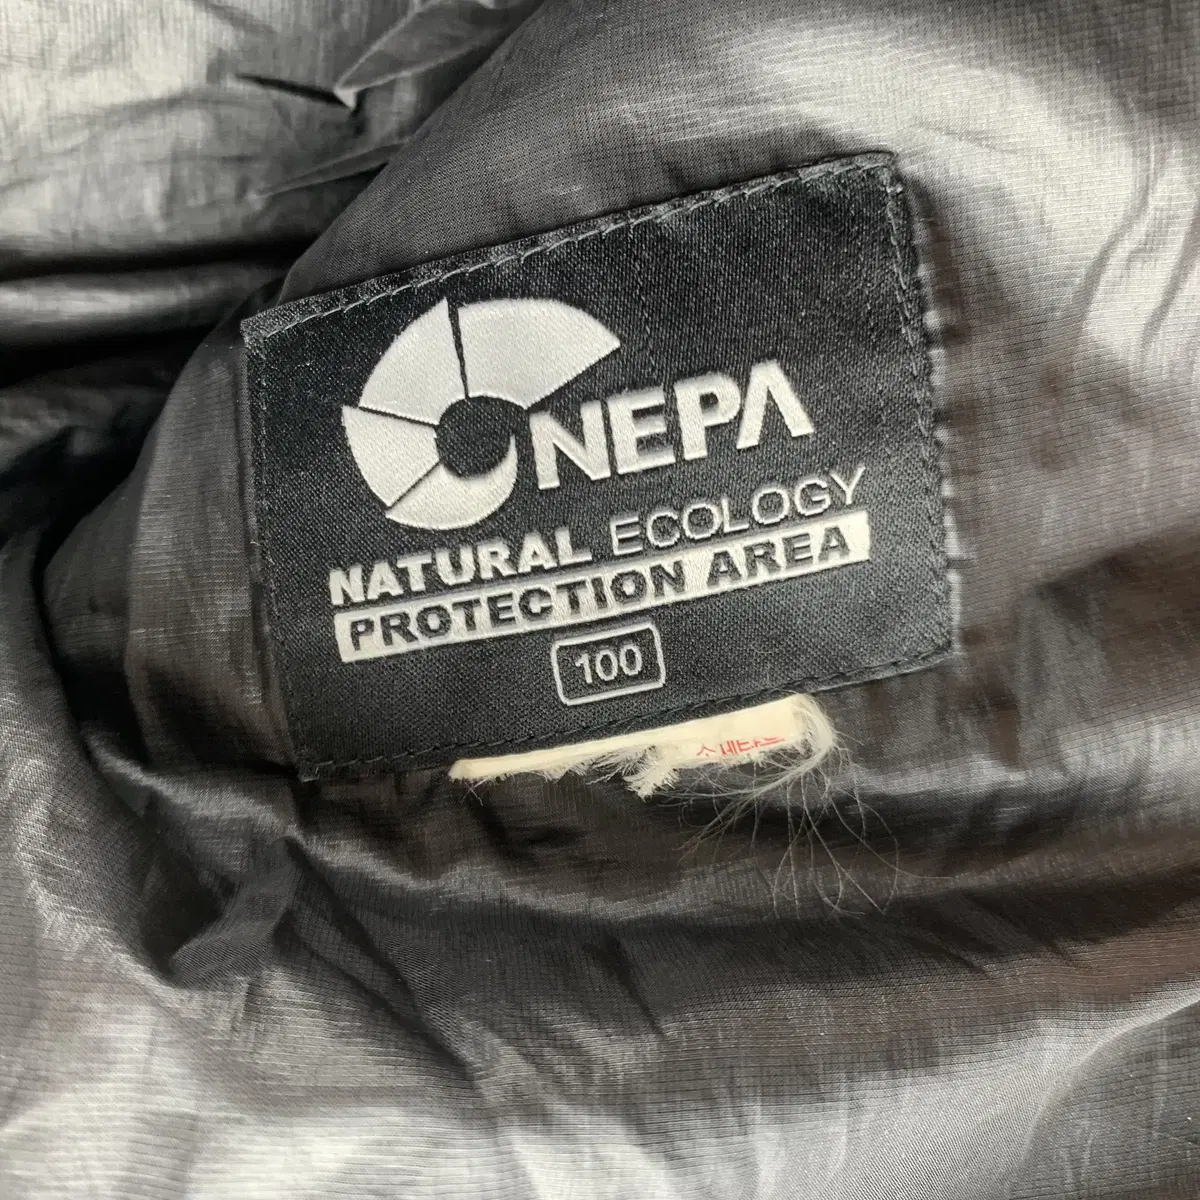 NEPA
NATURAL ECOLOGY
PROTECTION AREA
100